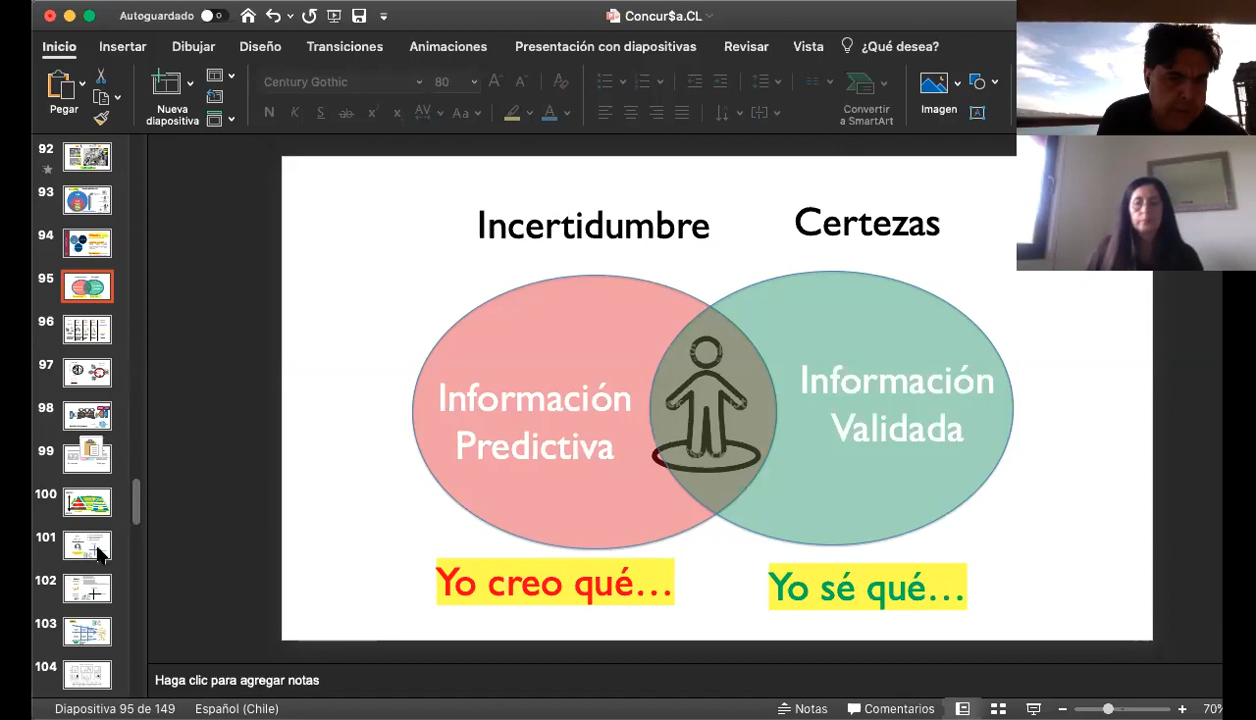 Autoguardado
Concur$a.CL
Inicio
Insertar
Dibujar
Diseño
Transiciones
Animaciones
Presentación con diapositivas
Revisar
Vista
¿Qué desea?
Pegar
Nueva
diapositiva
Century Gothic
80
N
K
S
ab
x
x
AV
Aa
A
Convertir
a SmartArt
Imagen
92
93
94
95
96
97
98
99
100
101
102
103
104
Incertidumbre
Certezas
Información
Predictiva
Información
Validada
Yo creo qué...
Yo sé qué...
Haga clic para agregar notas
Diapositiva 95 de 149
Español (Chile)
Notas
Comentarios
70%